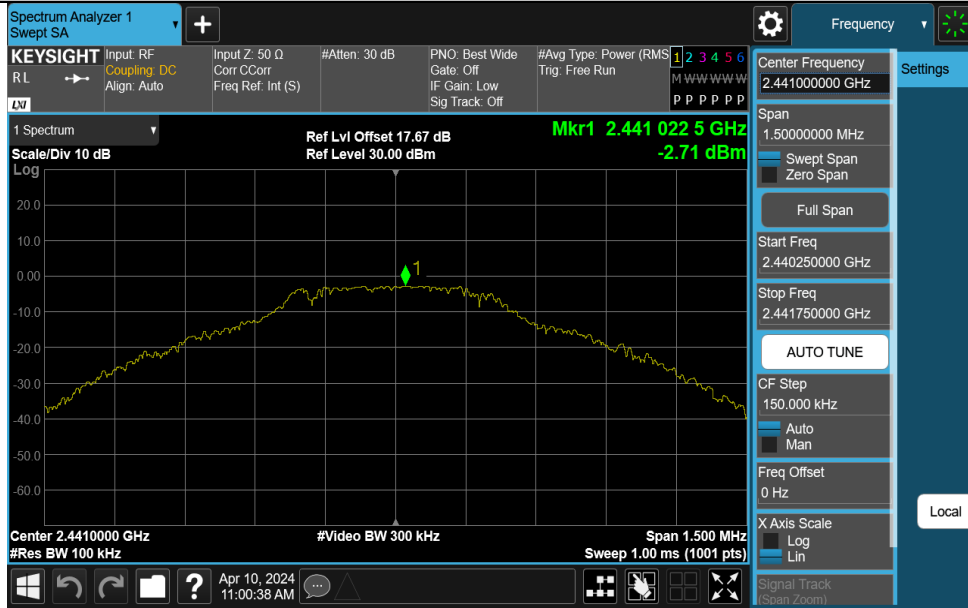 Spectrum Analyzer 1
Swept SA
+
Frequency
KEYSIGHT
R L
LXI
Input: RF
Coupling: DC
Align: Auto
Input Z: 50 Ω
Corr CCorr
Freq Ref: Int (S)
#Atten: 30 dB
PNO: Best Wide
Gate: Off
IF Gain: Low
Sig Track: Off
#Avg Type: Power (RMS
Trig: Free Run
1 2 3 4 5 6
M W W W W W
P P P P P P
1 Spectrum
Scale/Div 10 dB
Ref Lvl Offset 17.67 dB
Ref Level 30.00 dBm
Mkr1 2.441 022 5 GHz
-2.71 dBm
Log
20.0
10.0
0.00
-10.0
-20.0
-30.0
-40.0
-50.0
-60.0
1
Center 2.4410000 GHz
#Res BW 100 kHz
#Video BW 300 kHz
Span 1.500 MHz
Sweep 1.00 ms (1001 pts)
?
Apr 10, 2024
11:00:38 AM
Center Frequency
2.441000000 GHz
Span
1.50000000 MHz
Swept Span
Zero Span
Full Span
Start Freq
2.440250000 GHz
Stop Freq
2.441750000 GHz
AUTO TUNE
CF Step
150.000 kHz
Auto
Man
Freq Offset
0 Hz
X Axis Scale
Log
Lin
Signal Track
(Span Zoom)
Settings
Local